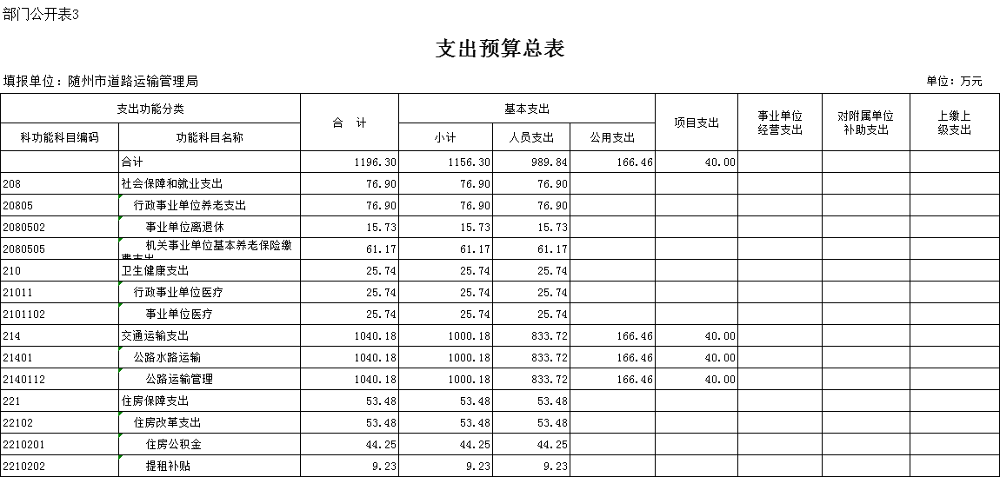 部门公开表3
支出预算总表
填报单位：随州市道路运输管理局 单位：万元
支出功能分类 合 计 基本支出 项目支出 事业单位经营支出 对附属单位补助支出 上缴上级支出
科功能科目编码 功能科目名称 小计 人员支出 公用支出
合计 1196.30 1156.30 989.84 166.46 40.00
208 社会保障和就业支出 76.90 76.90 76.90
20805 行政事业单位养老支出 76.90 76.90 76.90
2080502 事业单位离退休 15.73 15.73 15.73
2080505 机关事业单位基本养老保险缴费支出 61.17 61.17 61.17
210 卫生健康支出 25.74 25.74 25.74
21011 行政事业单位医疗 25.74 25.74 25.74
2101102 事业单位医疗 25.74 25.74 25.74
214 交通运输支出 1040.18 1000.18 833.72 166.46 40.00
21401 公路水路运输 1040.18 1000.18 833.72 166.46 40.00
2140112 公路运输管理 1040.18 1000.18 833.72 166.46 40.00
221 住房保障支出 53.48 53.48 53.48
22102 住房改革支出 53.48 53.48 53.48
2210201 住房公积金 44.25 44.25 44.25
2210202 提租补贴 9.23 9.23 9.23